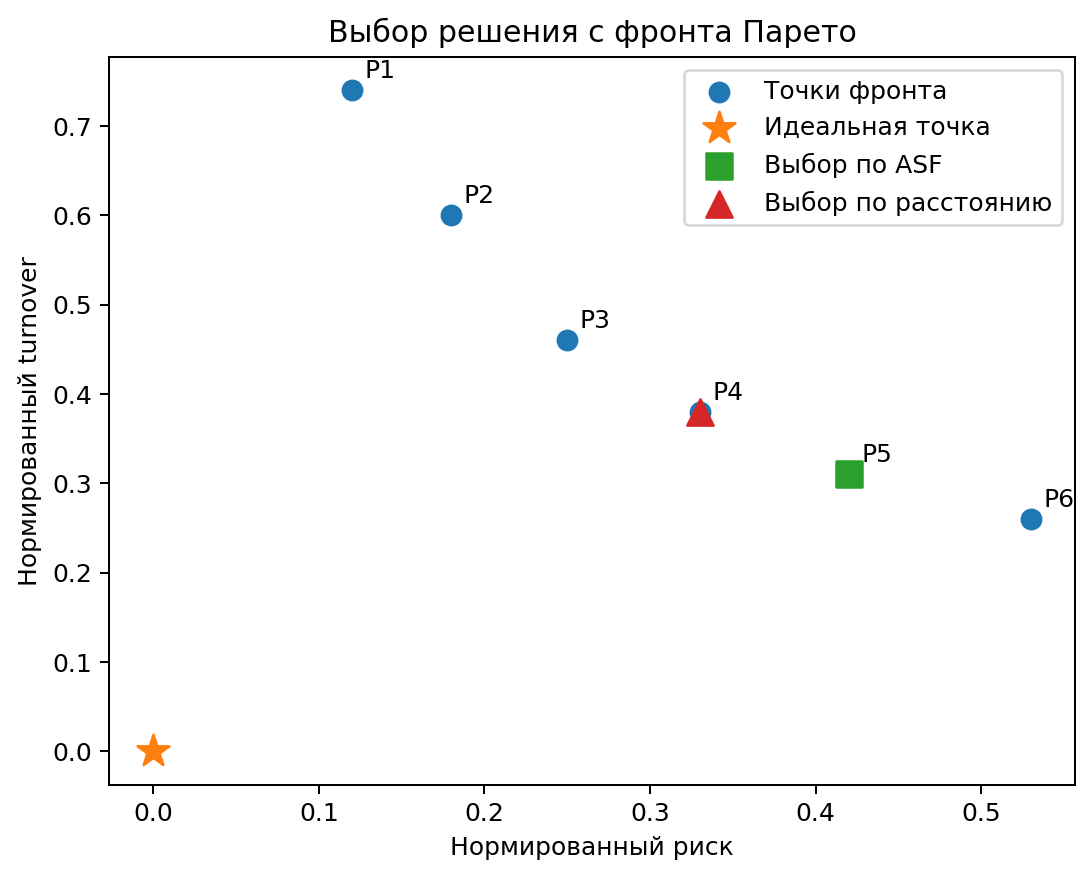 Выбор решения с фронта Парето
Точки фронта
Идеальная точка
Выбор по ASF
Выбор по расстоянию
P1
P2
P3
P4
P5
P6
Нормированный turnover
0.7
0.6
0.5
0.4
0.3
0.2
0.1
0.0
0.0 0.1 0.2 0.3 0.4 0.5
Нормированный риск